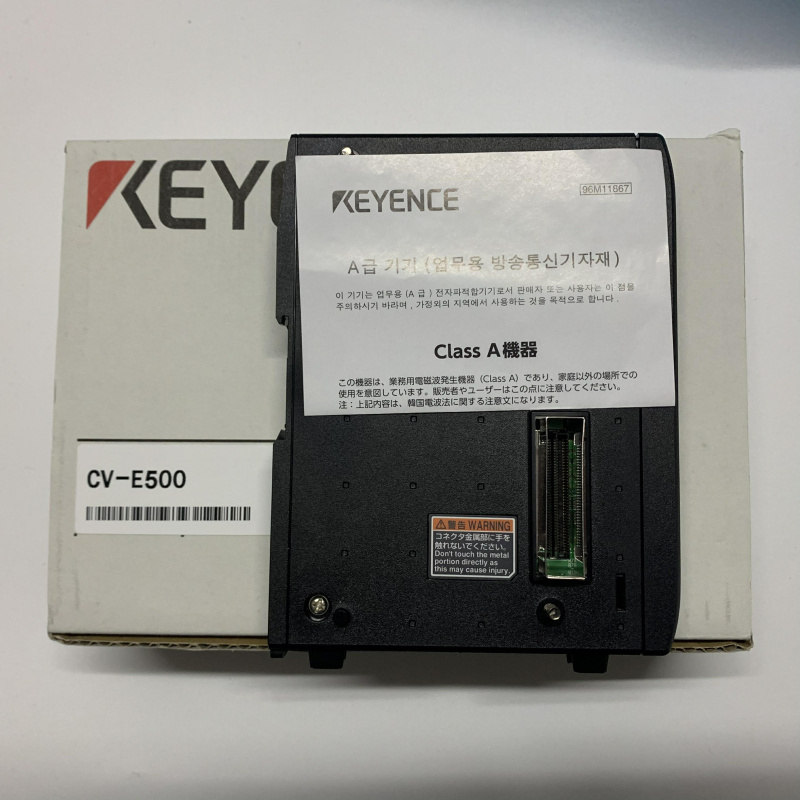 KEYENCE
96M11867
A급 기기 (업무용 방송통신기자재)
이 기기는 업무용 (A 급 ) 전자파적합기기로서 판매자 또는 사용자는 이 점을
주의하시기 바라며 , 가정외의 지역에서 사용하는 것을 목적으로 합니다 .
Class A機器
この機器は、業務用電磁波発生機器（Class A）であり、家庭以外の場所での
使用を意図しています。販売者やユーザーはこの点に注意してください。
注：上記内容は、韓国電波法に関する注意文になります。
CV-E500
警告 WARNING
コネクタ金属部に手を
触れないでください。
Don't touch the metal
portion directly as
this may cause injury.